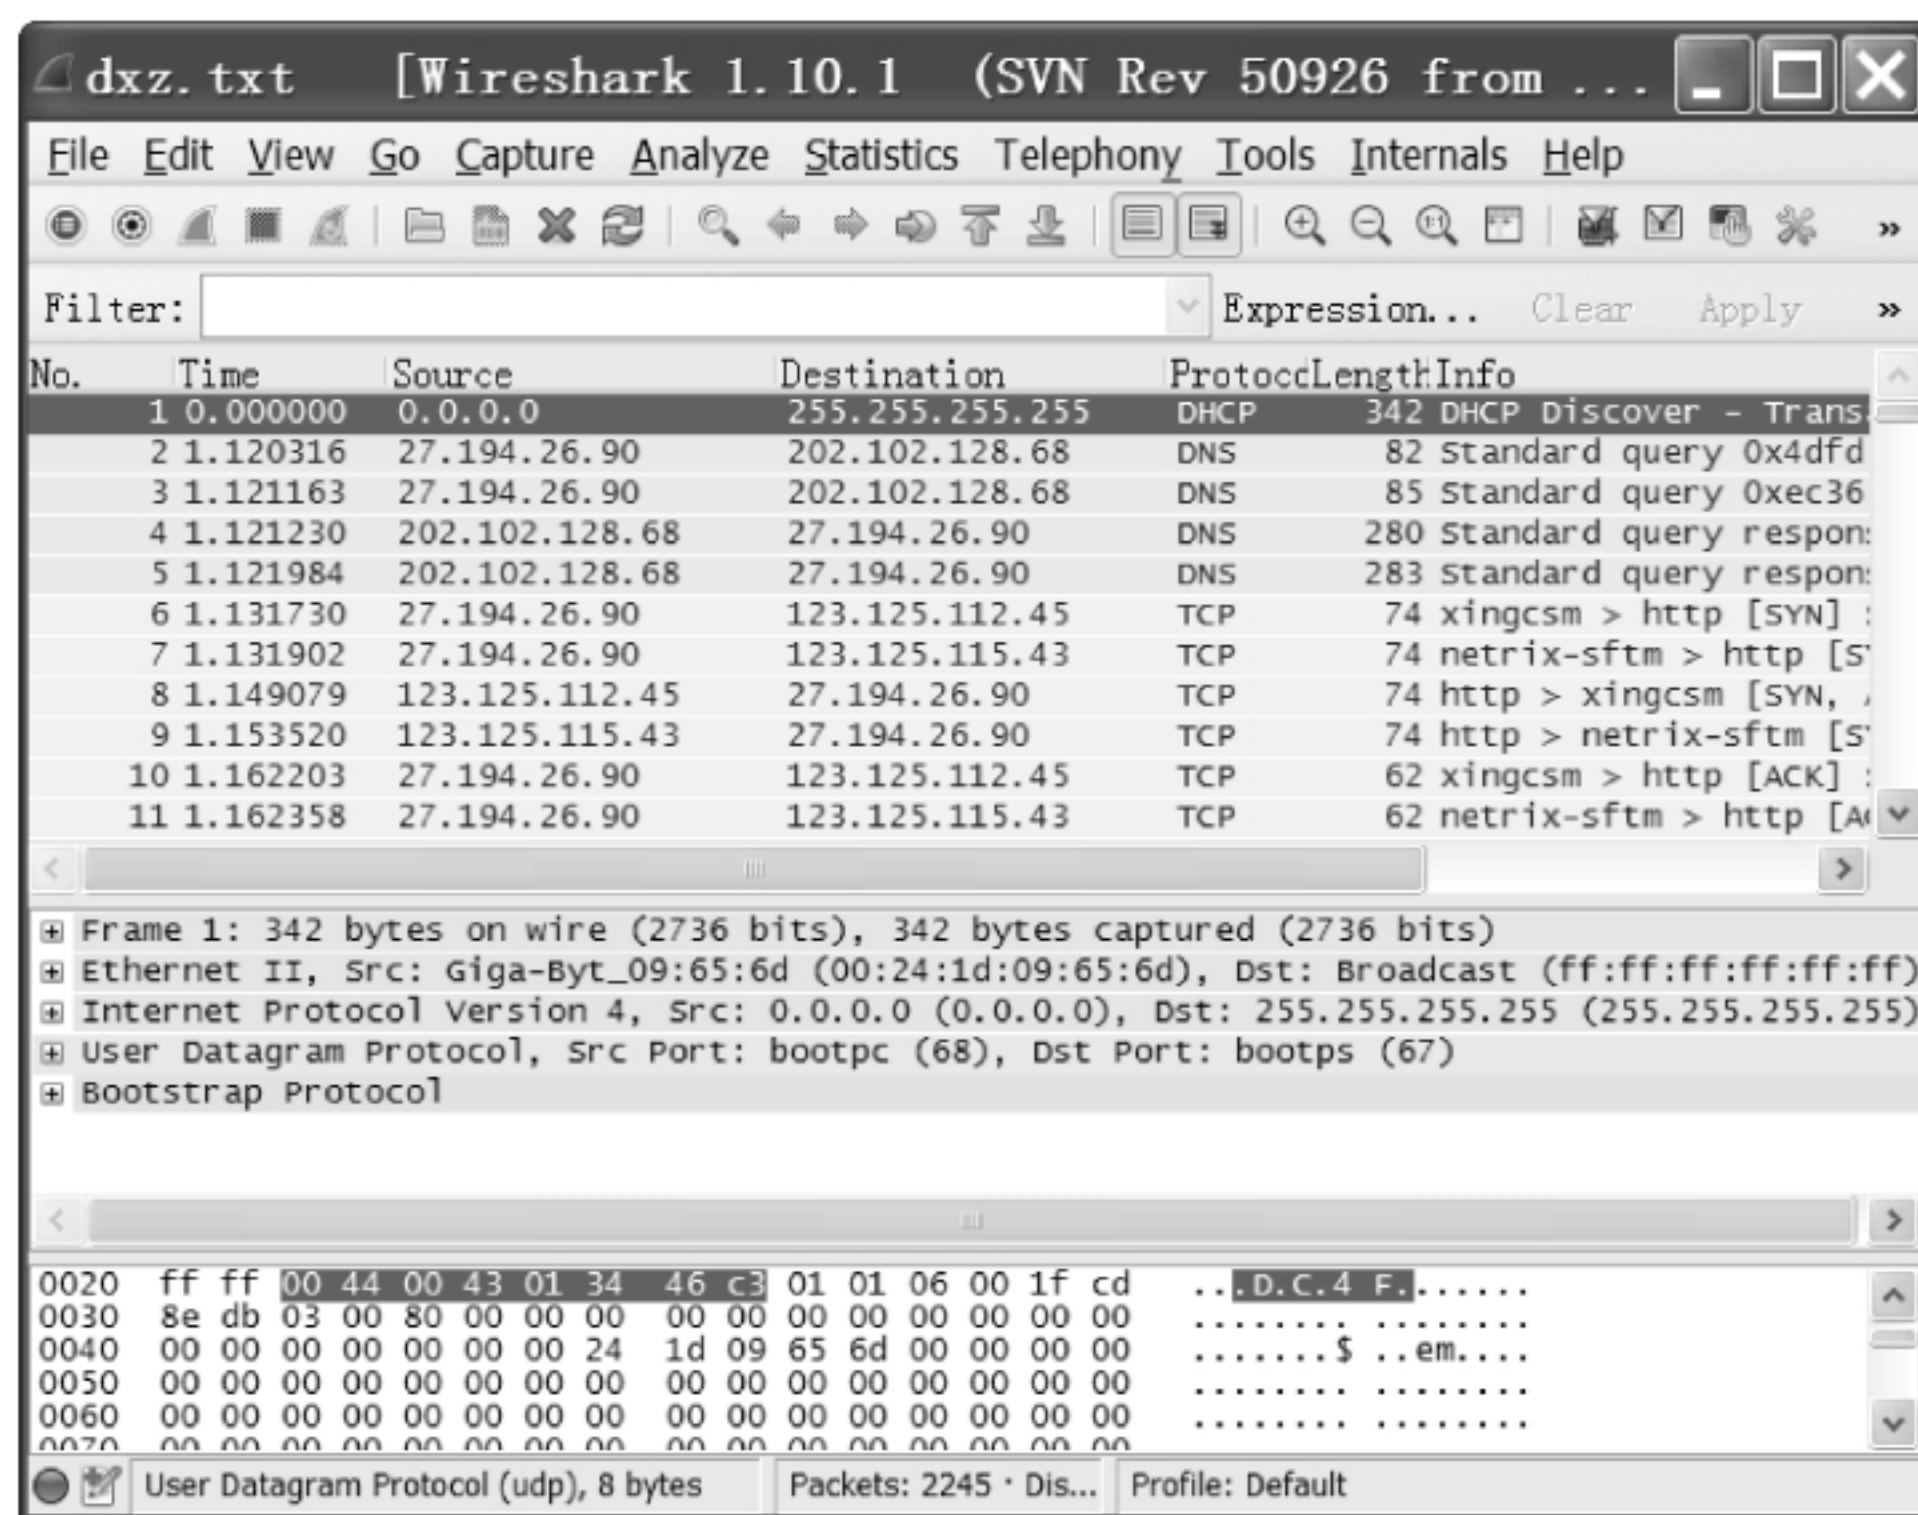 dxz.txt [Wireshark 1.10.1 (SVN Rev 50926 from ...
File Edit View Go Capture Analyze Statistics Telephony Tools Internals Help
Filter: Expression... Clear Apply »
No. Time Source Destination Protocol Length Info
1 0.000000 0.0.0.0 255.255.255.255 DHCP 342 DHCP Discover - Trans
2 1.120316 27.194.26.90 202.102.128.68 DNS 82 Standard query 0x4dfd
3 1.121163 27.194.26.90 202.102.128.68 DNS 85 Standard query 0xec36
4 1.121230 202.102.128.68 27.194.26.90 DNS 280 Standard query respon
5 1.121984 202.102.128.68 27.194.26.90 DNS 283 Standard query respon
6 1.131730 27.194.26.90 123.125.112.45 TCP 74 xingcsm > http [SYN]
7 1.131902 27.194.26.90 123.125.115.43 TCP 74 netrix-sftm > http [S
8 1.149079 123.125.112.45 27.194.26.90 TCP 74 http > xingcsm [SYN,
9 1.153520 123.125.115.43 27.194.26.90 TCP 74 http > netrix-sftm [S
10 1.162203 27.194.26.90 123.125.112.45 TCP 62 xingcsm > http [ACK]
11 1.162358 27.194.26.90 123.125.115.43 TCP 62 netrix-sftm > http [A
Frame 1: 342 bytes on wire (2736 bits), 342 bytes captured (2736 bits)
Ethernet II, Src: Giga-Byt_09:65:6d (00:24:1d:09:65:6d), Dst: Broadcast (ff:ff:ff:ff:ff:ff)
Internet Protocol Version 4, Src: 0.0.0.0 (0.0.0.0), Dst: 255.255.255.255 (255.255.255.255)
User Datagram Protocol, Src Port: bootpc (68), Dst Port: bootps (67)
Bootstrap Protocol
0020 ff ff 00 44 00 43 01 34 46 c3 01 01 06 00 1f cd ...D.C.4 F.......
0030 8e db 03 00 80 00 00 00 00 00 00 00 00 00 00 00 ........ ........
0040 00 00 00 00 00 00 00 24 1d 09 65 6d 00 00 00 00 .......$ ..em....
0050 00 00 00 00 00 00 00 00 00 00 00 00 00 00 00 00 ........ ........
0060 00 00 00 00 00 00 00 00 00 00 00 00 00 00 00 00 ........ ........
0070 00 00 00 00 00 00 00 00 00 00 00 00 00 00 00 00
User Datagram Protocol (udp), 8 bytes Packets: 2245 · Dis... Profile: Default